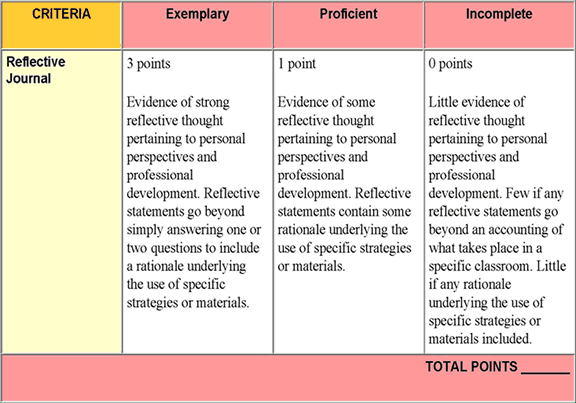 CRITERIA
Exemplary
Proficient
Incomplete
Reflective
Journal
3 points
Evidence of strong
reflective thought
pertaining to personal
perspectives and
professional
development. Reflective
statements go beyond
simply answering one or
two questions to include
a rationale underlying
the use of specific
strategies or materials.
1 point
Evidence of some
reflective thought
pertaining to personal
perspectives and
professional
development. Reflective
statements contain some
rationale underlying the
use of specific strategies
or materials.
0 points
Little evidence of
reflective thought
pertaining to personal
perspectives and
professional
development. Few if any
reflective statements go
beyond an accounting of
what takes place in a
specific classroom. Little
if any rationale
underlying the use of
specific strategies or
materials included.
TOTAL POINTS ______